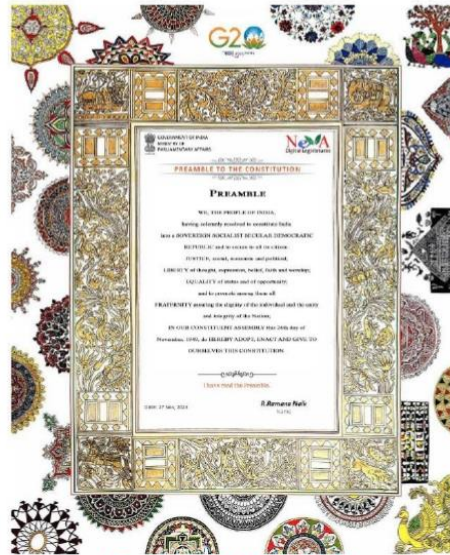 G20
GOVERNMENT OF INDIA
MINISTRY OF
PARLIAMENTARY AFFAIRS
NeVA
PREAMBLE TO THE CONSTITUTION
PREAMBLE
WE, THE PEOPLE OF INDIA,
having solemnly resolved to constitute India
into a SOVEREIGN SOCIALIST SECULAR DEMOCRATIC
REPUBLIC and to secure to all its citizens
JUSTICE, social, economic and political;
LIBERTY of thought, expression, belief, faith and worship;
EQUALITY of status and of opportunity;
and to promote among them all
FRATERNITY assuring the dignity of the individual and the unity
and integrity of the Nation;
IN OUR CONSTITUENT ASSEMBLY this 26th day of
November, 1949, do HEREBY ADOPT, ENACT AND GIVE TO
OURSELVES THIS CONSTITUTION
I have read the Preamble.
R.Ramana Naik